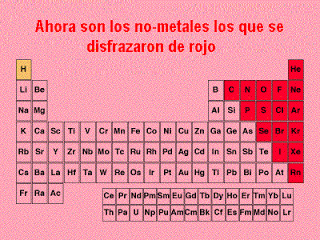 Ahora son los no-metales los que se
disfrazaron de rojo
H He
Li Be B C N O F Ne
Na Mg Al Si P S Cl Ar
K Ca Sc Ti V Cr Mn Fe Co Ni Cu Zn Ga Ge As Se Br Kr
Rb Sr Y Zr Nb Mo Tc Ru Rh Pd Ag Cd In Sn Sb Te I Xe
Ca Ba La Hf Ta W Re Os Ir Pt Au Hg Tl Pb Bi Po At Rn
Fr Ra Ac
Ce Pr Nd Pm Sm Eu Gd Tb Dy Ho Er Tm Yb Lu
Th Pa U Np Pu Am Cm Bk Cf Es Fm Md No Lr